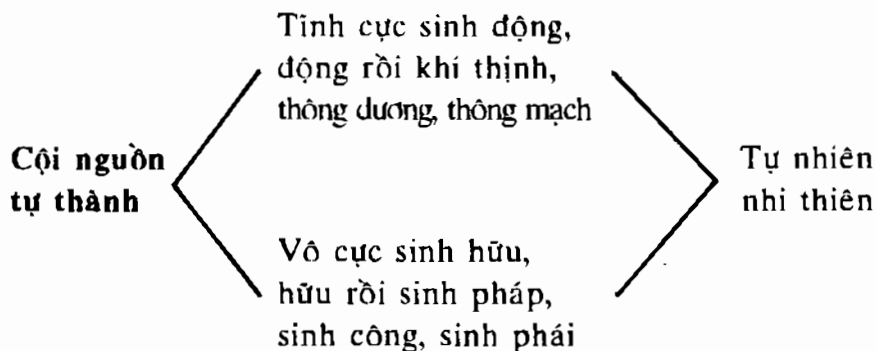 Tĩnh cực sinh động,
động rồi khí thịnh,
thông dương, thông mạch
Cội nguồn
tự thành
Tự nhiên
nhi thiên
Vô cực sinh hữu,
hữu rồi sinh pháp,
sinh công, sinh phái